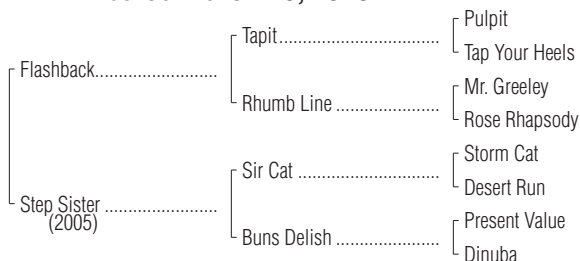 Pulpit
Tapit
Tap Your Heels
Flashback
Mr. Greeley
Rhumb Line
Rose Rhapsody
Storm Cat
Sir Cat
Desert Run
Step Sister
(2005)
Present Value
Buns Delish
Dinuba